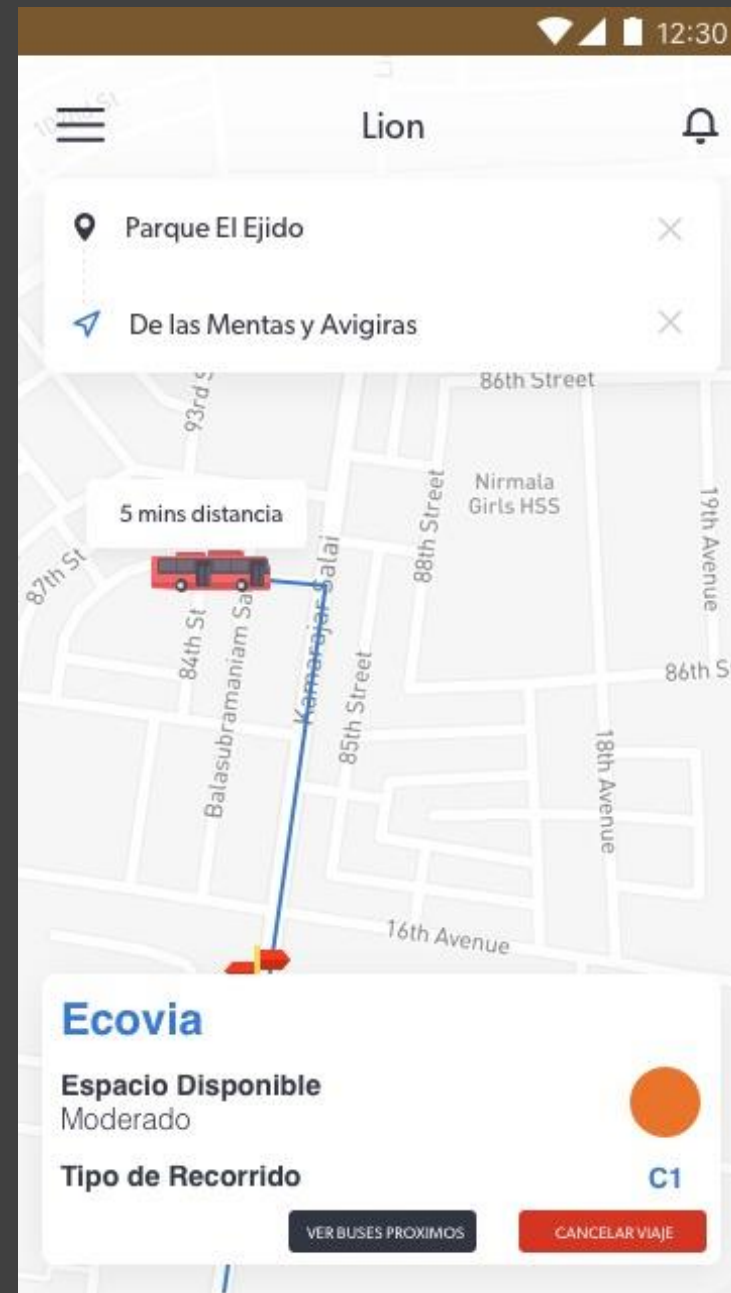 12:30
102nd St
Lion
Parque El Ejido
De las Mentas y Avigiras
86th Street
93rd S
Nirmala
Girls HSS
88th Street
19th Avenue
5 mins distancia
87th St
Kamarajar Salai
84th St
Balasubramaniam Sa
85th Street
86th S
18th Avenue
16th Avenue
Ecovia
Espacio Disponible
Moderado
Tipo de Recorrido
C1
VER BUSES PROXIMOS
CANCELAR VIAJE